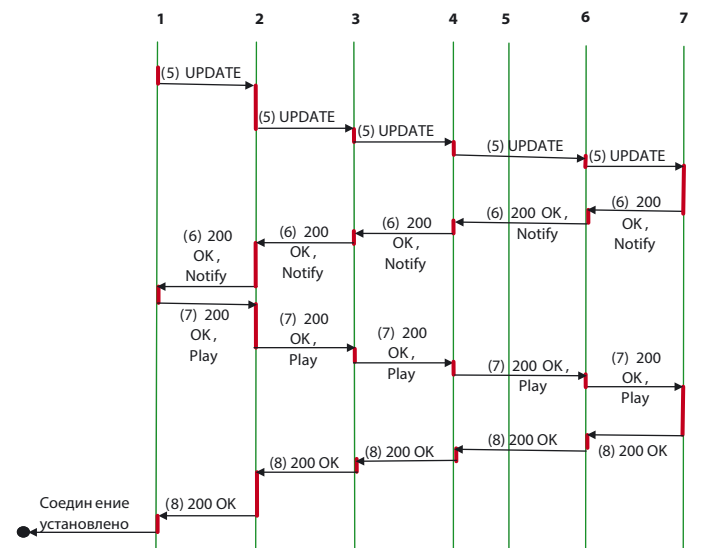 1 2 3 4 5 6 7
(5) UPDATE
(5) UPDATE
(5) UPDATE
(5) UPDATE
(5) UPDATE
(6) 200
OK,
Notify
(6) 200 OK,
Notify
(6) 200
OK,
Notify
(6) 200
OK,
Notify
(6) 200
OK,
Notify
(7) 200
OK,
Play
(7) 200
OK,
Play
(7) 200
OK,
Play
(7) 200 OK,
Play
(7) 200
OK,
Play
(8) 200 OK
(8) 200 OK
(8) 200 OK
(8) 200 OK
(8) 200 OK
Соединение
установлено